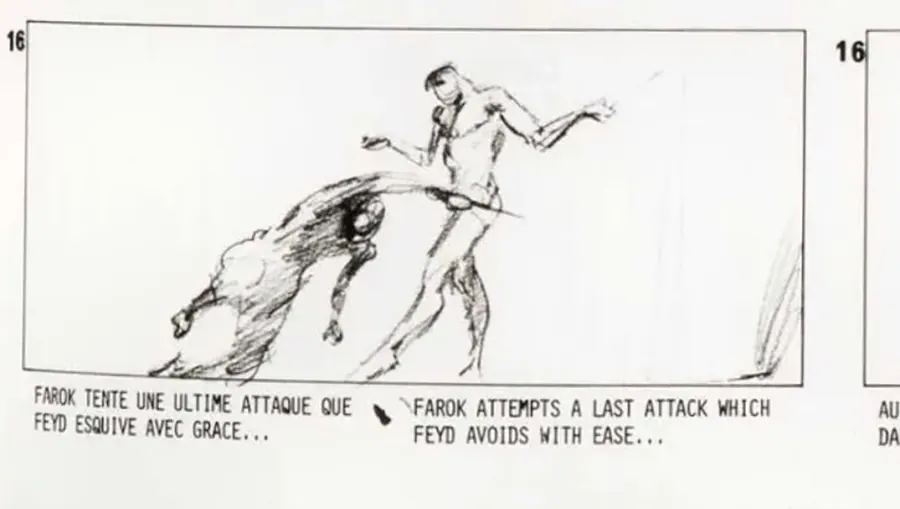 16
FAROK TENTE UNE ULTIME ATTAQUE QUE
FEYD ESQUIVE AVEC GRACE...
FAROK ATTEMPTS A LAST ATTACK WHICH
FEYD AVOIDS WITH EASE...
16
AU
DA